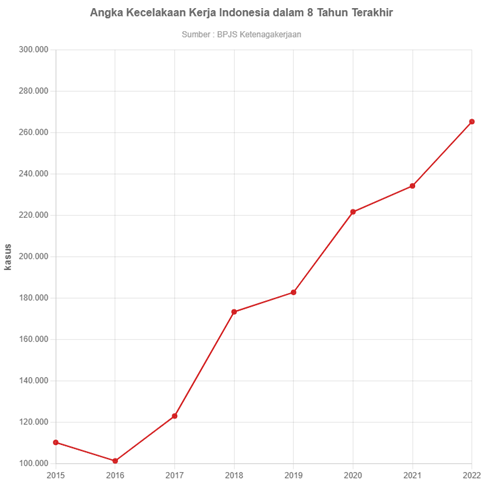 Angka Kecelakaan Kerja Indonesia dalam 8 Tahun Terakhir
Sumber : BPJS Ketenagakerjaan
300.000
280.000
260.000
240.000
220.000
200.000
180.000
160.000
140.000
120.000
100.000
kasus
2015 2016 2017 2018 2019 2020 2021 2022